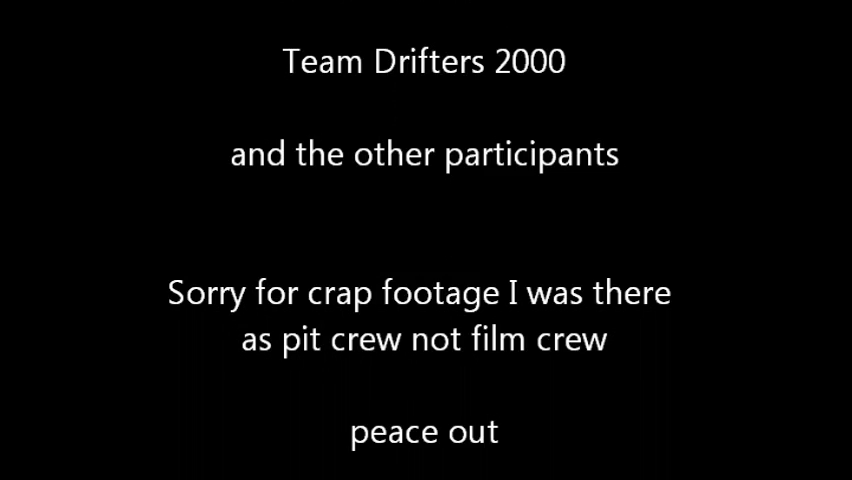 Team Drifters 2000
and the other participants
Sorry for crap footage I was there
as pit crew not film crew
peace out